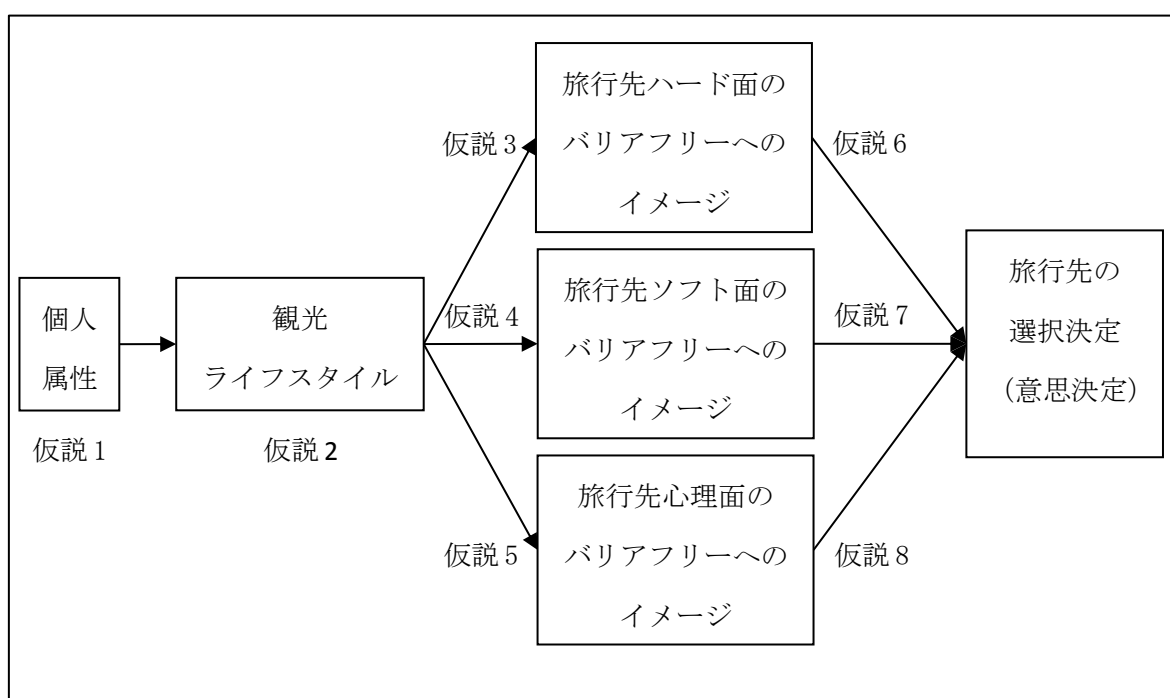 個人
属性
仮説1
観光
ライフスタイル
仮説2
仮説3
仮説4
仮説5
旅行先ハード面の
バリアフリーへの
イメージ
旅行先ソフト面の
バリアフリーへの
イメージ
旅行先心理面の
バリアフリーへの
イメージ
仮説6
仮説7
仮説8
旅行先の
選択決定
(意思決定)